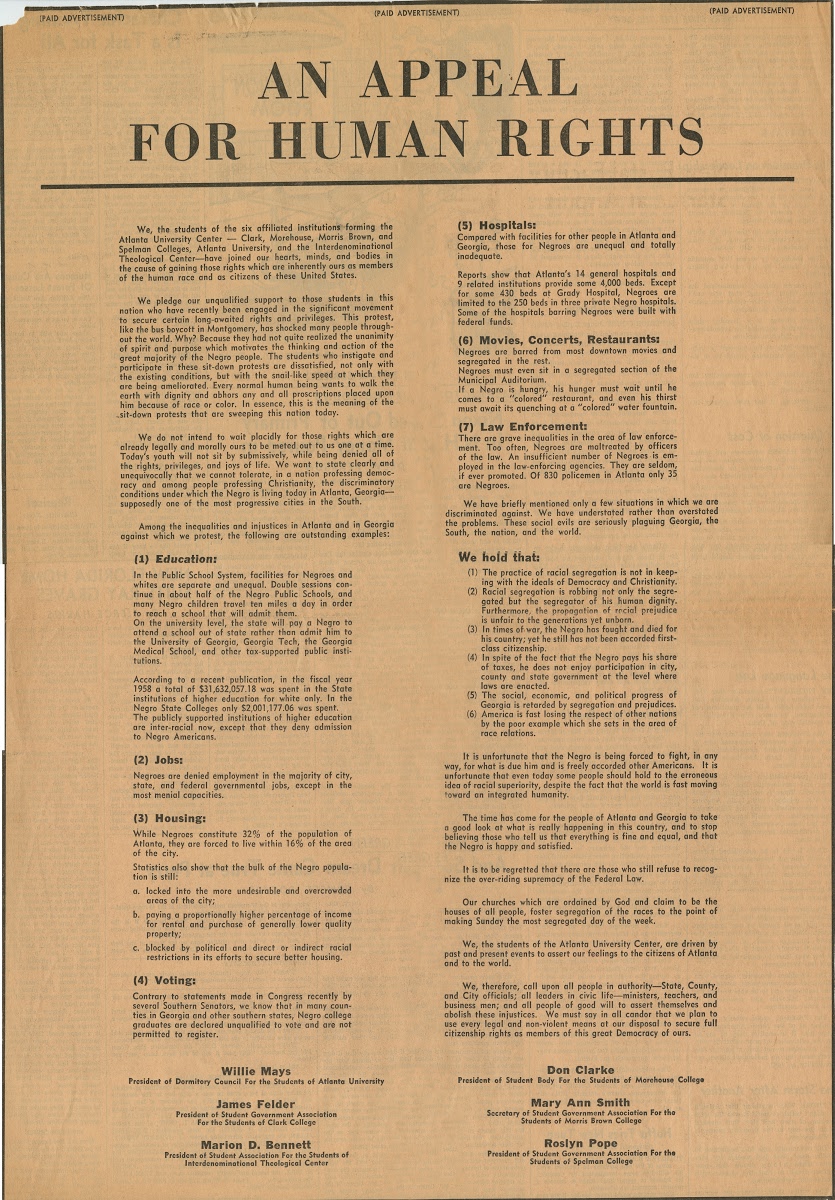 (PAID ADVERTISEMENT)
(PAID ADVERTISEMENT)
(PAID ADVERTISEMENT)
AN APPEAL
FOR HUMAN RIGHTS
We, the students of the six affiliated institutions forming the
Atlanta University Center — Clark, Morehouse, Morris Brown, and
Spelman Colleges, Atlanta University, and the Interdenominational
Theological Center—have joined our hearts, minds, and bodies in
the cause of gaining those rights which are inherently ours as members
of the human race and as citizens of these United States.
We pledge our unqualified support to those students in this
nation who have recently been engaged in the significant movement
to secure certain long-awaited rights and privileges. This protest,
like the bus boycott in Montgomery, has shocked many people through-
out the world. Why? Because they had not quite realized the unanimity
of spirit and purpose which motivates the thinking and action of the
great majority of the Negro people. The students who instigate and
participate in these sit-down protests are dissatisfied, not only with
the existing conditions, but with the snail-like speed at which they
are being ameliorated. Every normal human being wants to walk the
earth with dignity and abhors any and all proscriptions placed upon
him because of race or color. In essence, this is the meaning of the
sit-down protests that are sweeping this nation today.
We do not intend to wait placidly for those rights which are
already legally and morally ours to be meted out to us one at a time.
Today's youth will not sit by submissively, while being denied all of
the rights, privileges, and joys of life. We want to state clearly and
unequivocally that we cannot tolerate, in a nation professing democ-
racy and among people professing Christianity, the discriminatory
conditions under which the Negro is living today in Atlanta, Georgia—
supposedly one of the most progressive cities in the South.
Among the inequalities and injustices in Atlanta and in Georgia
against which we protest, the following are outstanding examples:
(1) Education:
In the Public School System, facilities for Negroes and
whites are separate and unequal. Double sessions con-
tinue in about half of the Negro Public Schools, and
many Negro children travel ten miles a day in order
to reach a school that will admit them.
On the university level, the state will pay a Negro to
attend a school out of state rather than admit him to
the University of Georgia, Georgia Tech, the Georgia
Medical School, and other tax-supported public insti-
tutions.
According to a recent publication, in the fiscal year
1958 a total of $31,632,057.18 was spent in the State
institutions of higher education for white only. In the
Negro State Colleges only $2,001,177.06 was spent.
The publicly supported institutions of higher education
are inter-racial now, except that they deny admission
to Negro Americans.
(2) Jobs:
Negroes are denied employment in the majority of city,
state, and federal governmental jobs, except in the
most menial capacities.
(3) Housing:
While Negroes constitute 32% of the population of
Atlanta, they are forced to live within 16% of the area
of the city.
Statistics also show that the bulk of the Negro popula-
tion is still:
a. locked into the more undesirable and overcrowded
areas of the city;
b. paying a proportionally higher percentage of income
for rental and purchase of generally lower quality
property;
c. blocked by political and direct or indirect racial
restrictions in its efforts to secure better housing.
(4) Voting:
Contrary to statements made in Congress recently by
several Southern Senators, we know that in many coun-
ties in Georgia and other southern states, Negro college
graduates are declared unqualified to vote and are not
permitted to register.
(5) Hospitals:
Compared with facilities for other people in Atlanta and
Georgia, those for Negroes are unequal and totally
inadequate.
Reports show that Atlanta's 14 general hospitals and
9 related institutions provide some 4,000 beds. Except
for some 430 beds at Grady Hospital, Negroes are
limited to the 250 beds in three private Negro hospitals.
Some of the hospitals barring Negroes were built with
federal funds.
(6) Movies, Concerts, Restaurants:
Negroes are barred from most downtown movies and
segregated in the rest.
Negroes must even sit in a segregated section of the
Municipal Auditorium.
If a Negro is hungry, his hunger must wait until he
comes to a "colored" restaurant, and even his thirst
must await its quenching at a "colored" water fountain.
(7) Law Enforcement:
There are grave inequalities in the area of law enforce-
ment. Too often, Negroes are maltreated by officers
of the law. An insufficient number of Negroes is em-
ployed in the law-enforcing agencies. They are seldom,
if ever promoted. Of 830 policemen in Atlanta only 35
are Negroes.
We have briefly mentioned only a few situations in which we are
discriminated against. We have understated rather than overstated
the problems. These social evils are seriously plaguing Georgia, the
South, the nation, and the world.
We hold that:
(1) The practice of racial segregation is not in keep-
ing with the ideals of Democracy and Christianity.
(2) Racial segregation is robbing not only the segre-
gated but the segregator of his human dignity.
Furthermore, the propagation of racial prejudice
is unfair to the generations yet unborn.
(3) In times of war, the Negro has fought and died for
his country; yet he still has not been accorded first-
class citizenship.
(4) In spite of the fact that the Negro pays his share
of taxes, he does not enjoy participation in city,
county and state government at the level where
laws are enacted.
(5) The social, economic, and political progress of
Georgia is retarded by segregation and prejudices.
(6) America is fast losing the respect of other nations
by the poor example which she sets in the area of
race relations.
It is unfortunate that the Negro is being forced to fight, in any
way, for what is due him and is freely accorded other Americans. It is
unfortunate that even today some people should hold to the erroneous
idea of racial superiority, despite the fact that the world is fast moving
toward an integrated humanity.
The time has come for the people of Atlanta and Georgia to take
a good look at what is really happening in this country, and to stop
believing those who tell us that everything is fine and equal, and that
the Negro is happy and satisfied.
It is to be regretted that there are those who still refuse to recog-
nize the over-riding supremacy of the Federal Law.
Our churches which are ordained by God and claim to be the
houses of all people, foster segregation of the races to the point of
making Sunday the most segregated day of the week.
We, the students of the Atlanta University Center, are driven by
past and present events to assert our feelings to the citizens of Atlanta
and to the world.
We, therefore, call upon all people in authority—State, County,
and City officials; all leaders in civic life—ministers, teachers, and
business men; and all people of good will to assert themselves and
abolish these injustices. We must say in all candor that we plan to
use every legal and non-violent means at our disposal to secure full
citizenship rights as members of this great Democracy of ours.
Willie Mays
President of Dormitory Council For the Students of Atlanta University
James Felder
President of Student Government Association
For the Students of Clark College
Marion D. Bennett
President of Student Association For the Students of
Interdenominational Theological Center
Don Clarke
President of Student Body For the Students of Morehouse College
Mary Ann Smith
Secretary of Student Government Association For the
Students of Morris Brown College
Roslyn Pope
President of Student Government Association For the
Students of Spelman College